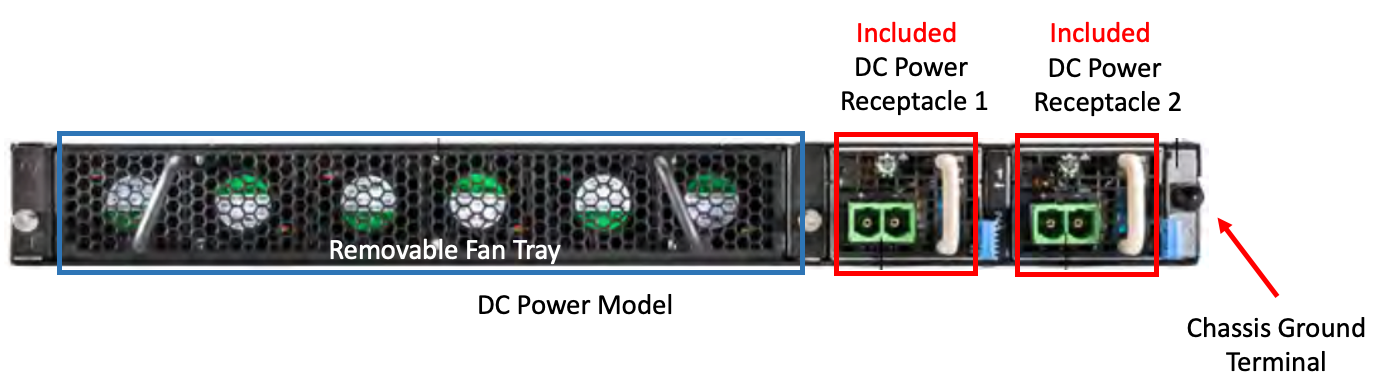 Included
DC Power
Receptacle 1
Included
DC Power
Receptacle 2
Removable Fan Tray
DC Power Model
Chassis Ground
Terminal